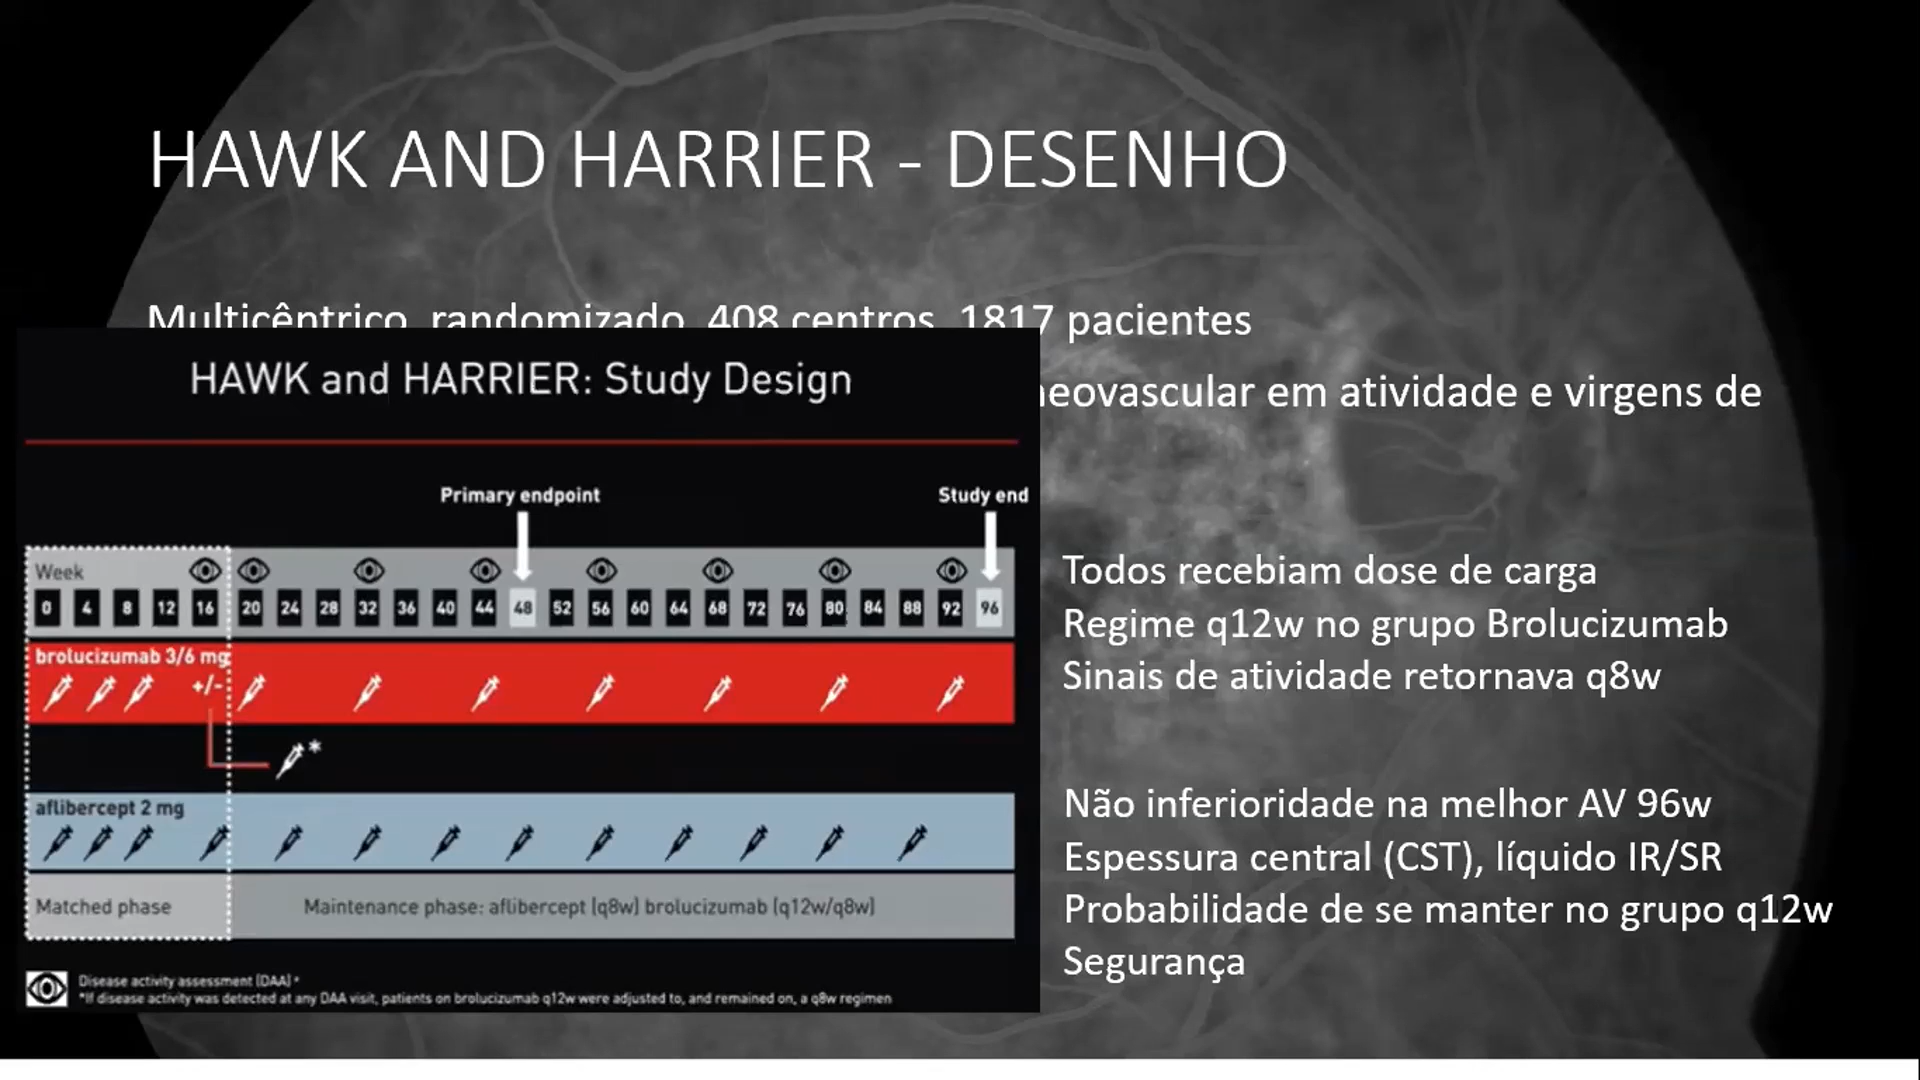 HAWK AND HARRIER - DESENHO
Multicêntrico, randomizado, 408 centros, 1817 pacientes
neovascular em atividade e virgens de
HAWK and HARRIER: Study Design
Primary endpoint
Study end
Week
0 4 8 12 16 20 24 28 32 36 40 44 48 52 56 60 64 68 72 76 80 84 88 92 96
brolucizumab 3/6 mg
+/-
*
aflibercept 2 mg
Matched phase
Maintenance phase: aflibercept (q8w) brolucizumab (q12w/q8w)
Disease activity assessment (DAA)*
*If disease activity was detected at any DAA visit, patients on brolucizumab q12w were adjusted to, and remained on, a q8w regimen
Todos recebiam dose de carga
Regime q12w no grupo Brolucizumab
Sinais de atividade retornava q8w
Não inferioridade na melhor AV 96w
Espessura central (CST), líquido IR/SR
Probabilidade de se manter no grupo q12w
Segurança